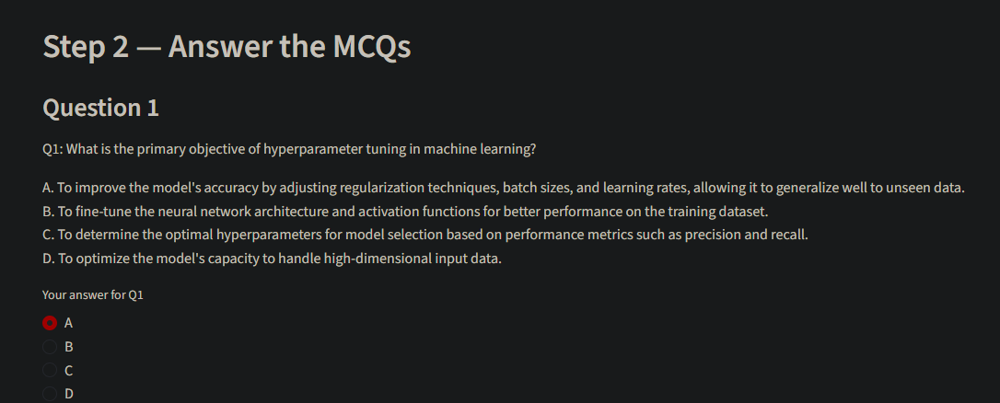 Step 2 — Answer the MCQs
Question 1
Q1: What is the primary objective of hyperparameter tuning in machine learning?
A. To improve the model's accuracy by adjusting regularization techniques, batch sizes, and learning rates, allowing it to generalize well to unseen data.
B. To fine-tune the neural network architecture and activation functions for better performance on the training dataset.
C. To determine the optimal hyperparameters for model selection based on performance metrics such as precision and recall.
D. To optimize the model's capacity to handle high-dimensional input data.
Your answer for Q1
A
B
C
D